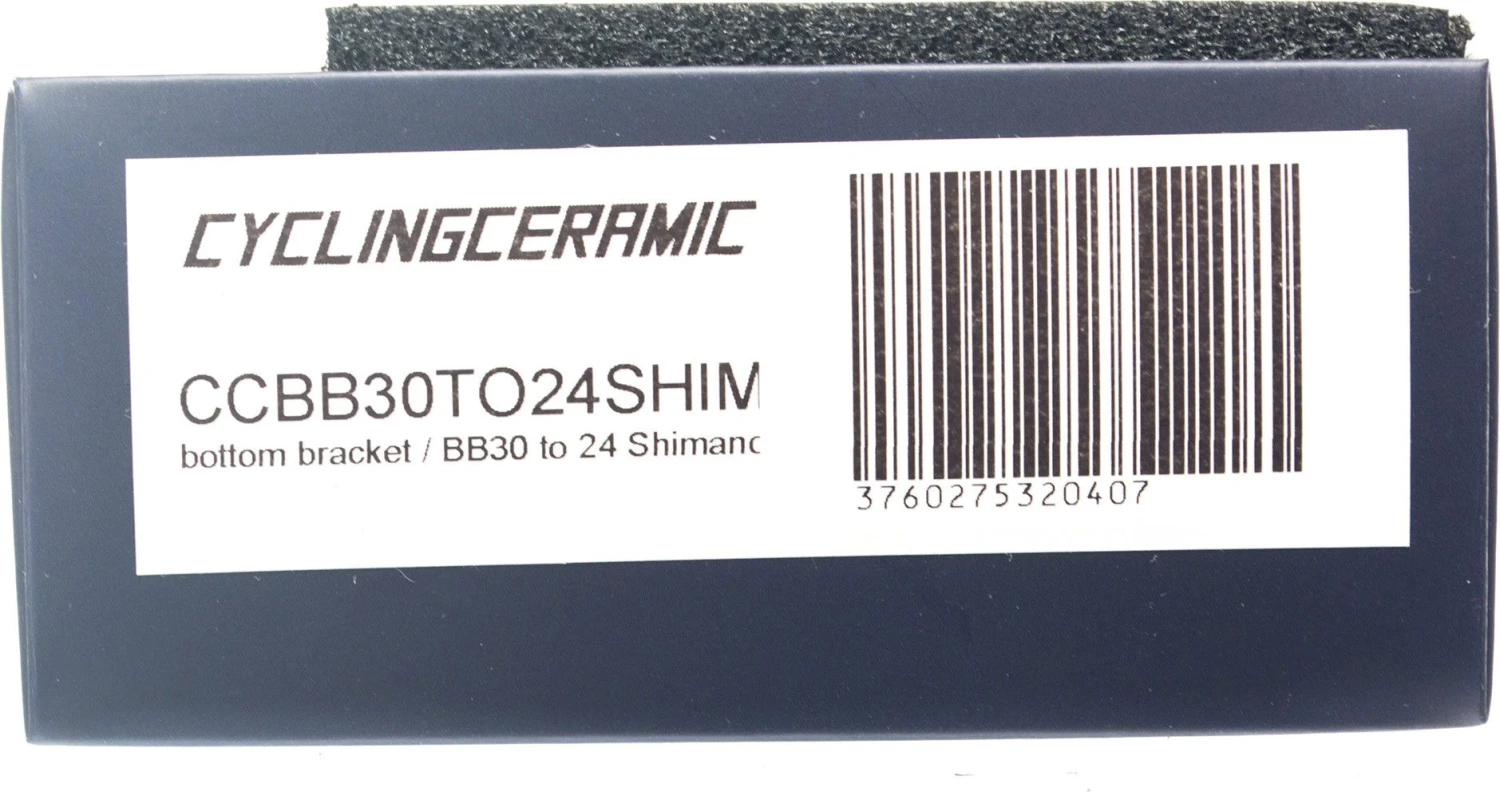 CYCLINGCERAMIC
CCBB30TO24SHIM
bottom bracket / BB30 to 24 Shimano
3760275320407